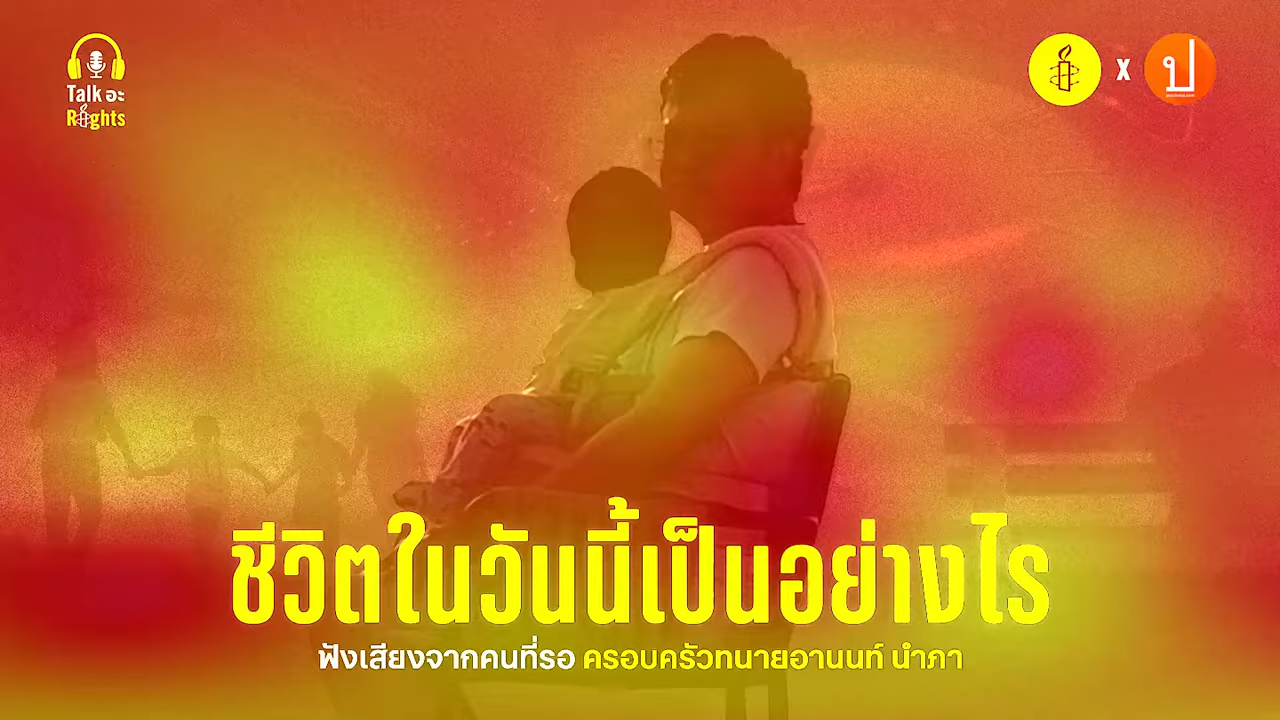 Talk อะ
Rights
X
ป
ชีวิตในวันนี้เป็นอย่างไร
ฟังเสียงจากคนที่รอ ครอบครัวทนายอานนท์ นำภา